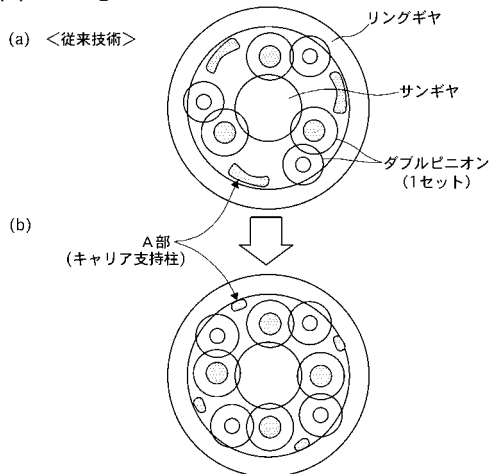 (a) <従来技術>
リングギヤ
サンギヤ
ダブルピニオン
(1セット)
(b)
A部
(キャリア支持柱)